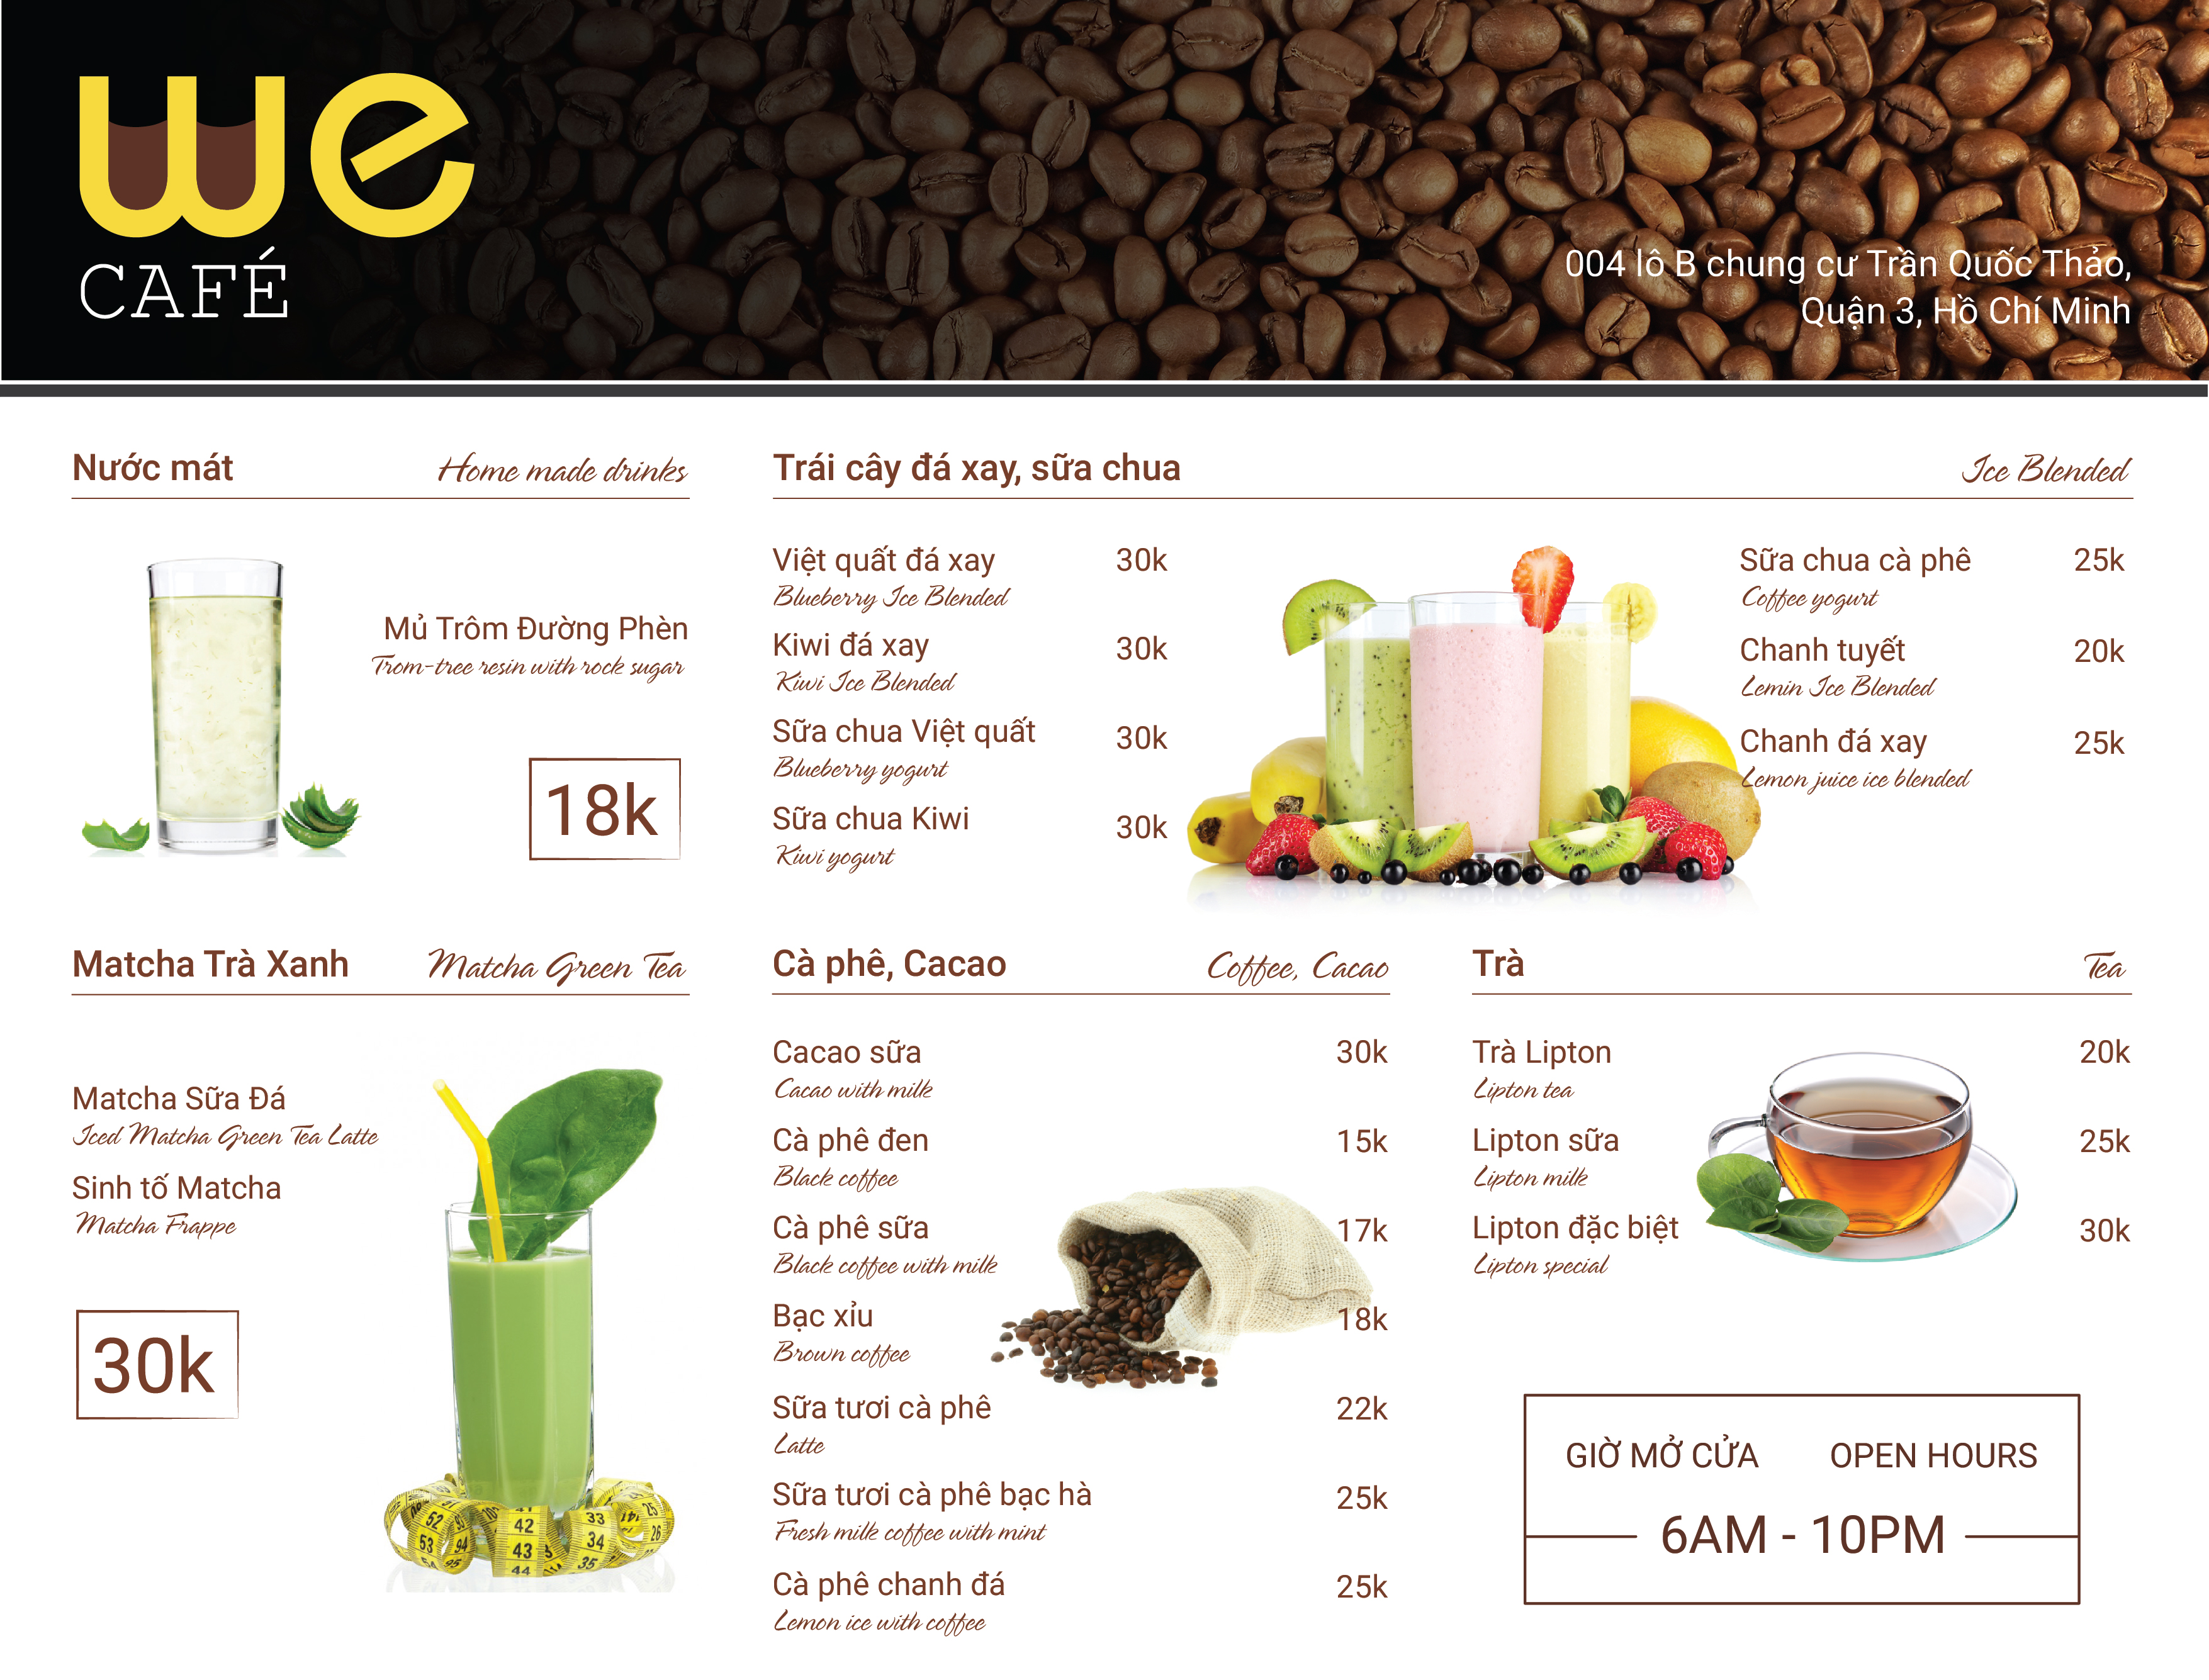 we
CAFÉ
004 lô B chung cư Trần Quốc Thảo,
Quận 3, Hồ Chí Minh
Nước mát
Home made drinks
Mủ Trôm Đường Phèn
Trom-tree resin with rock sugar
18k
Trái cây đá xay, sữa chua
Ice Blended
Việt quất đá xay 30k
Blueberry Ice Blended
Kiwi đá xay 30k
Kiwi Ice Blended
Sữa chua Việt quất 30k
Blueberry yogurt
Sữa chua Kiwi 30k
Kiwi yogurt
Sữa chua cà phê 25k
Coffee yogurt
Chanh tuyết 20k
Lemin Ice Blended
Chanh đá xay 25k
Lemon juice ice blended
Matcha Trà Xanh
Matcha Green Tea
Matcha Sữa Đá
Iced Matcha Green Tea Latte
Sinh tố Matcha
Matcha Frappe
30k
Cà phê, Cacao
Coffee, Cacao
Cacao sữa 30k
Cacao with milk
Cà phê đen 15k
Black coffee
Cà phê sữa 17k
Black coffee with milk
Bạc xỉu 18k
Brown coffee
Sữa tươi cà phê 22k
Latte
Sữa tươi cà phê bạc hà 25k
Fresh milk coffee with mint
Cà phê chanh đá 25k
Lemon ice with coffee
Trà
Tea
Trà Lipton 20k
Lipton tea
Lipton sữa 25k
Lipton milk
Lipton đặc biệt 30k
Lipton special
GIỜ MỞ CỬA OPEN HOURS
6AM - 10PM